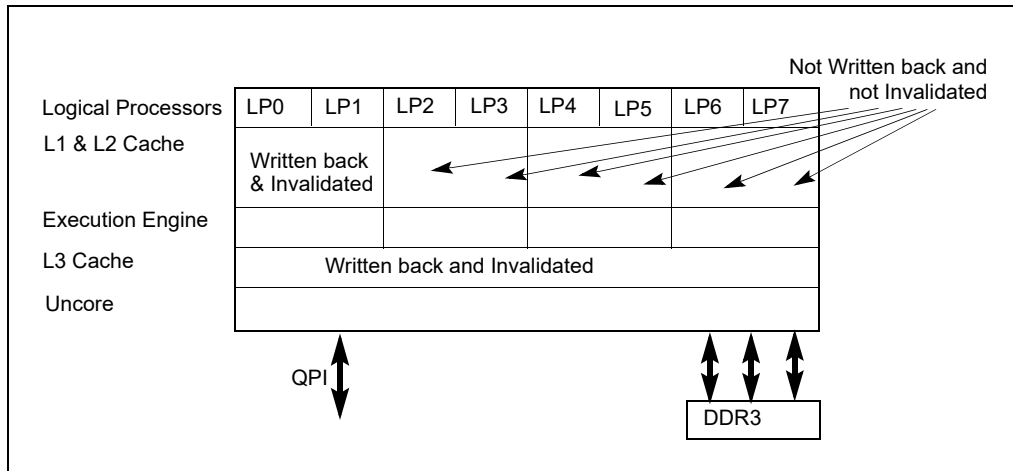 Not Written back and
not Invalidated
Logical Processors
LP0 LP1 LP2 LP3 LP4 LP5 LP6 LP7
L1 & L2 Cache
Written back
& Invalidated
Execution Engine
L3 Cache
Written back and Invalidated
Uncore
QPI
DDR3